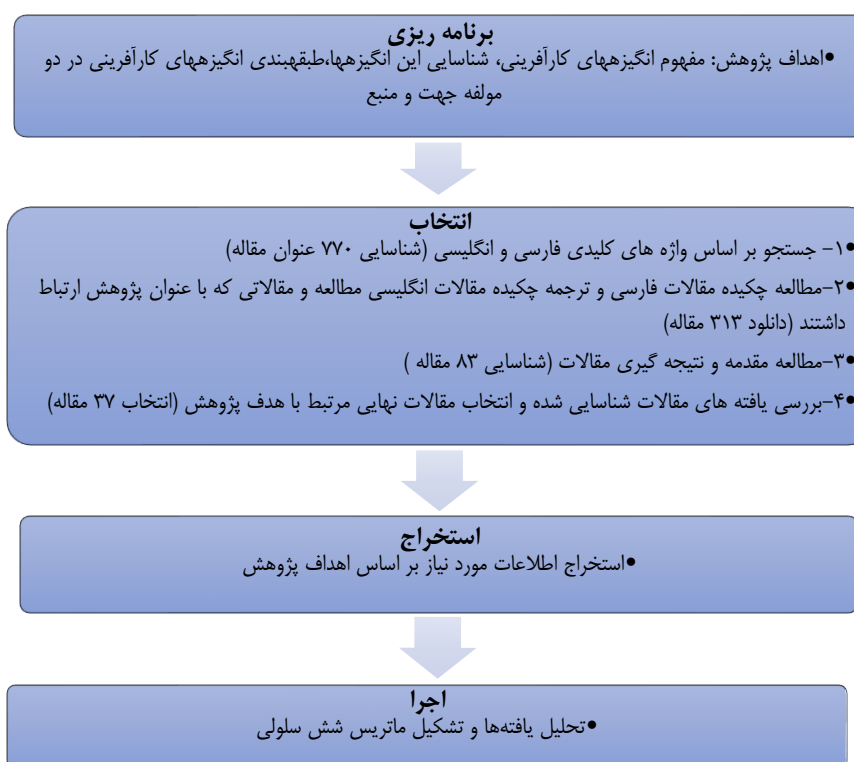 برنامه ریزی
•اهداف پژوهش: مفهوم انگیزههای کارآفرینی، شناسایی این انگیزهها،طبقهبندی انگیزههای کارآفرینی در دو
مولفه جهت و منبع
انتخاب
•۱- جستجو بر اساس واژه های کلیدی فارسی و انگلیسی (شناسایی ۷۷۰ عنوان مقاله)
•۲-مطالعه چکیده مقالات فارسی و ترجمه چکیده مقالات انگلیسی مطالعه و مقالاتی که با عنوان پژوهش ارتباط
داشتند (دانلود ۳۱۳ مقاله)
•۳-مطالعه مقدمه و نتیجه گیری مقالات (شناسایی ۸۳ مقاله )
•۴-بررسی یافته های مقالات شناسایی شده و انتخاب مقالات نهایی مرتبط با هدف پژوهش (انتخاب ۳۷ مقاله)
استخراج
•استخراج اطلاعات مورد نیاز بر اساس اهداف پژوهش
اجرا
•تحلیل یافته‌ها و تشکیل ماتریس شش سلولی